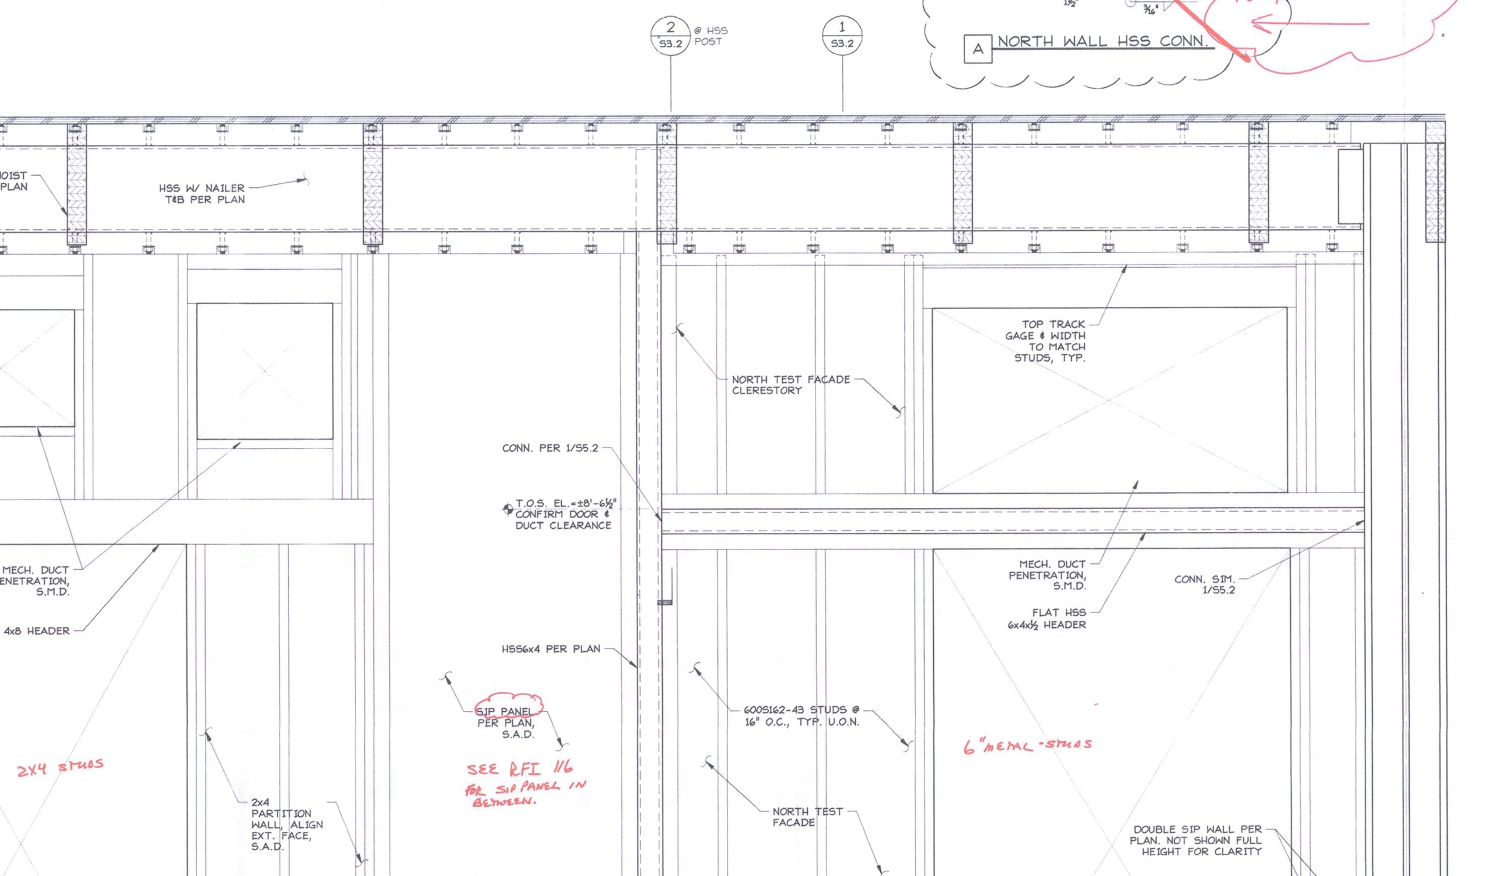 1½"
3/16"
2
S3.2
@ HSS
POST
1
S3.2
A NORTH WALL HSS CONN.
JOIST
PLAN
HSS W/ NAILER
T&B PER PLAN
TOP TRACK
GAGE & WIDTH
TO MATCH
STUDS, TYP.
NORTH TEST FACADE
CLERESTORY
CONN. PER 1/S5.2
T.O.S. EL.=±8'-6½"
CONFIRM DOOR &
DUCT CLEARANCE
MECH. DUCT
PENETRATION,
S.M.D.
4x8 HEADER
MECH. DUCT
PENETRATION,
S.M.D.
CONN. SIM.
1/S5.2
FLAT HSS
6x4x½ HEADER
HSS6x4 PER PLAN
SIP PANEL
PER PLAN,
S.A.D.
600S162-43 STUDS @
16" O.C., TYP. U.O.N.
2X4 STUDS
SEE RFI 116
FOR SIP PANEL IN
BETWEEN.
6" METAL STUDS
2x4
PARTITION
WALL, ALIGN
EXT. FACE,
S.A.D.
NORTH TEST
FACADE
DOUBLE SIP WALL PER
PLAN. NOT SHOWN FULL
HEIGHT FOR CLARITY